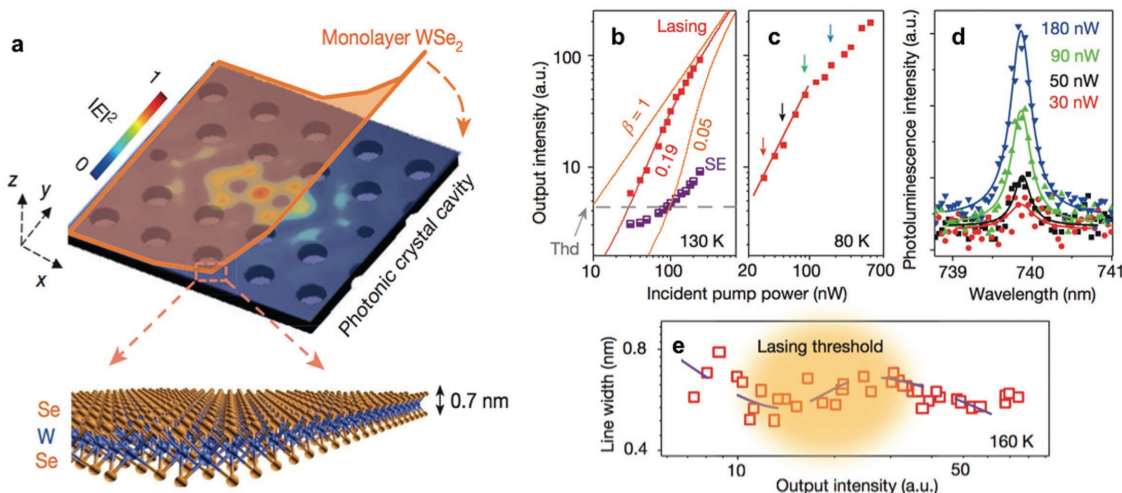 a
Monolayer WSe₂
1
|E|²
0
z
y
x
Photonic crystal cavity
Se
W
Se
0.7 nm
b
Lasing
Output intensity (a.u.)
100
10
β = 1
0.19
0.05
SE
Thd
130 K
10
100
c
80 K
20
100
700
Incident pump power (nW)
d
180 nW
90 nW
50 nW
30 nW
Photoluminescence intensity (a.u.)
739
740
741
Wavelength (nm)
e
Lasing threshold
Line width (nm)
0.8
0.4
160 K
10
50
Output intensity (a.u.)